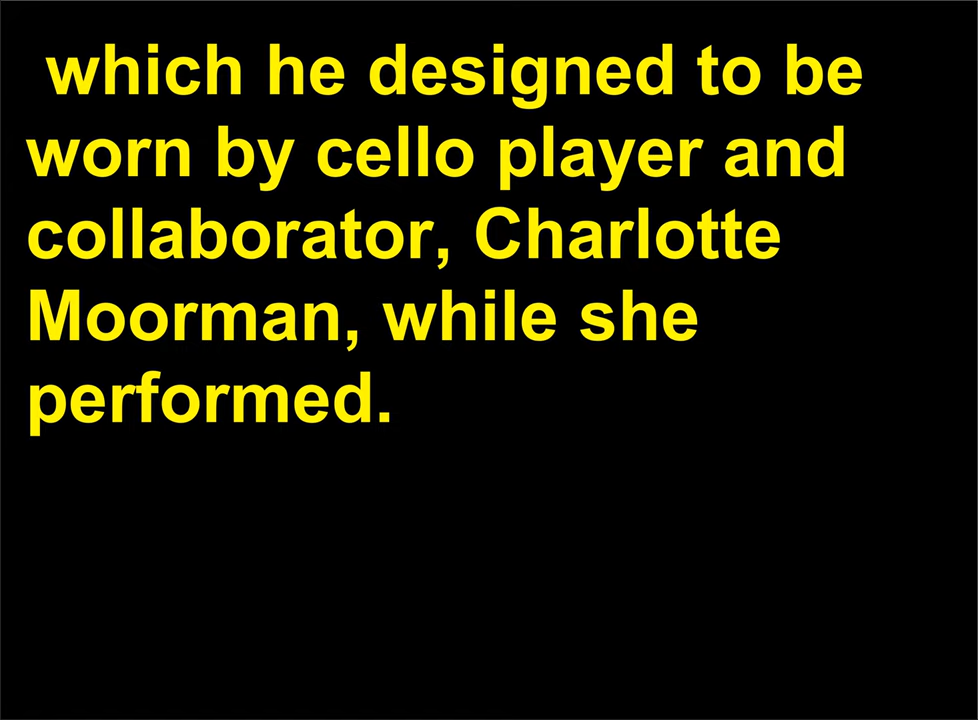 which he designed to be
worn by cello player and
collaborator, Charlotte
Moorman, while she
performed.